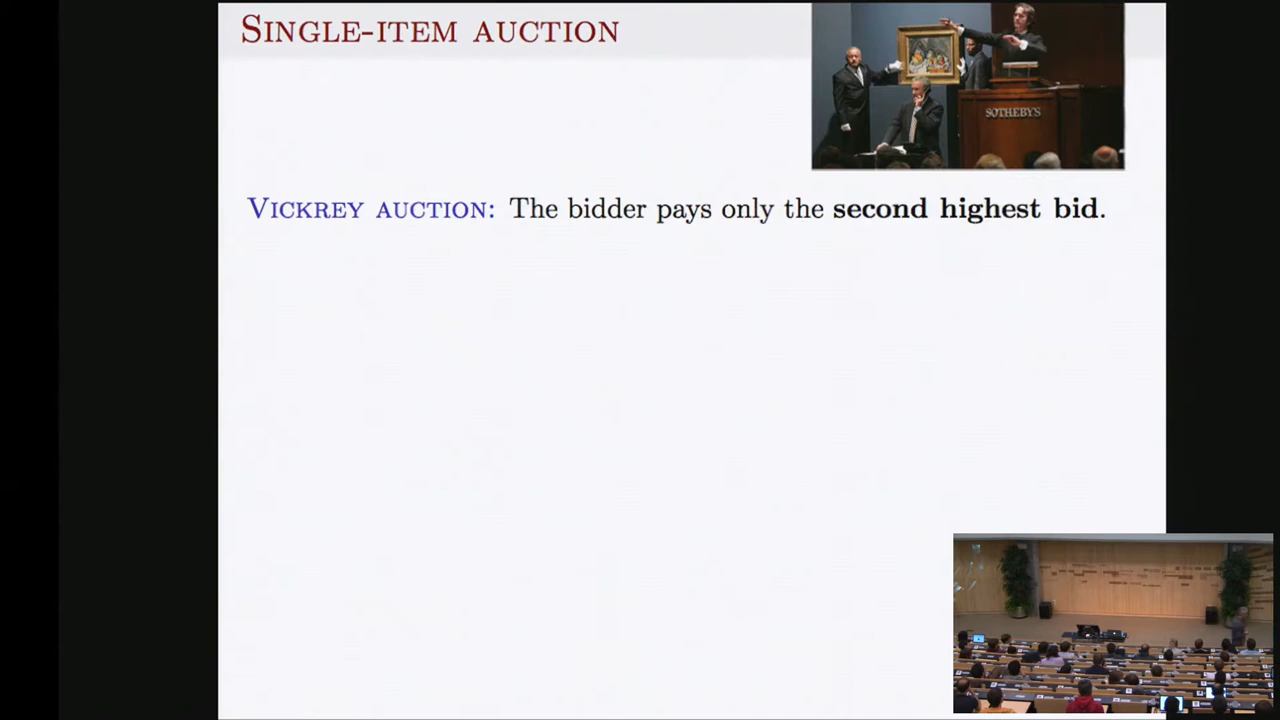 SINGLE-ITEM AUCTION
SOTHEBY'S
VICKREY AUCTION: The bidder pays only the second highest bid.